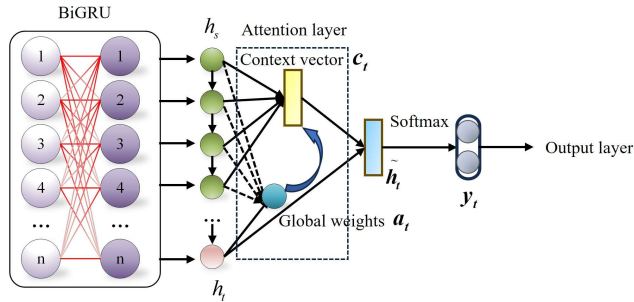 BiGRU
h_s
Attention layer
Context vector c_t
1 1
2 2
3 3
4 4
... ...
n n
...
h_t
Global weights a_t
Softmax
h̃_t
y_t
Output layer